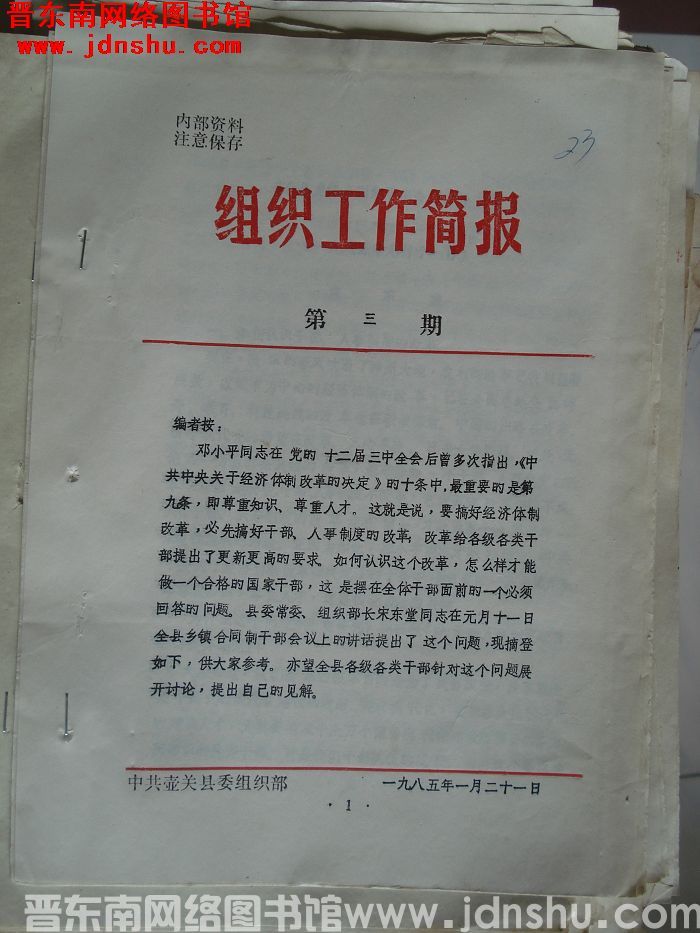 晋东南网络图书馆
www.jdnshu.com
内部资料
注意保存
23
组织工作简报
第三期
编者按：
邓小平同志在党的十二届三中全会后曾多次指出，《中
共中央关于经济体制改革的决定》的十条中，最重要的是第
九条，即尊重知识、尊重人才。这就是说，要搞好经济体制
改革，必先搞好干部、人事制度的改革，改革给各级各类干
部提出了更新更高的要求。如何认识这个改革，怎么样才能
做一个合格的国家干部，这是摆在全体干部面前的一个必须
回答的问题。县委常委、组织部长宋东堂同志在元月十一日
全县乡镇合同制干部会议上的讲话提出了这个问题，现摘登
如下，供大家参考。亦望全县各级各类干部针对这个问题展
开讨论，提出自己的见解。
中共壶关县委组织部 一九八五年一月二十一日
·1·
晋东南网络图书馆www.jdnshu.com